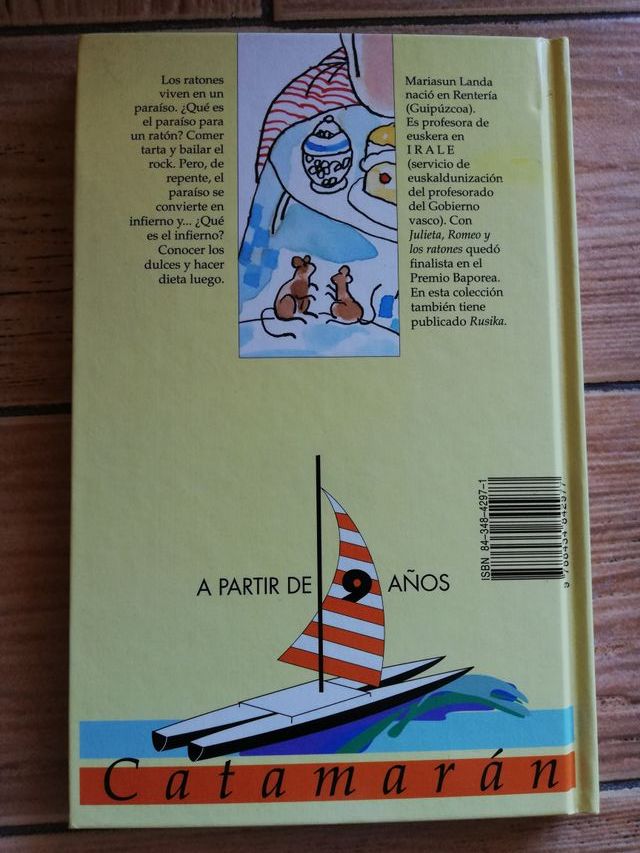 Los ratones
viven en un
paraíso. ¿Qué es
el paraíso para
un ratón? Comer
tarta y bailar el
rock. Pero, de
repente, el
paraíso se
convierte en
infierno y... ¿Qué
es el infierno?
Conocer los
dulces y hacer
dieta luego.
Mariasun Landa
nació en Rentería
(Guipúzcoa).
Es profesora de
euskera en
I R A L E
(servicio de
euskaldunización
del profesorado
del Gobierno
vasco). Con
Julieta, Romeo y
los ratones quedó
finalista en el
Premio Baporea.
En esta colección
también tiene
publicado Rusika.
ISBN 84-348-4297-1
9 788434 842977
A PARTIR DE 9 AÑOS
Catamarán